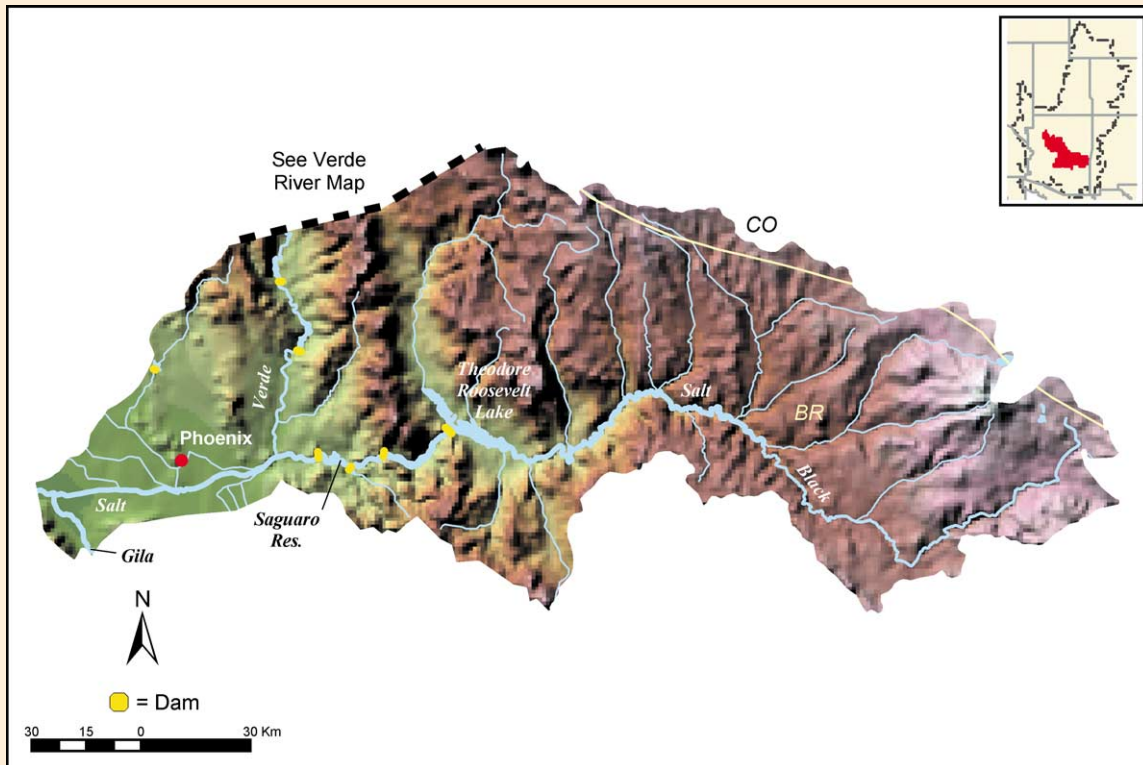 See Verde
River Map
CO
Verde
Theodore
Roosevelt
Lake
Salt
BR
Phoenix
Black
Salt
Saguaro
Res.
Gila
N
= Dam
30 15 0 30 Km